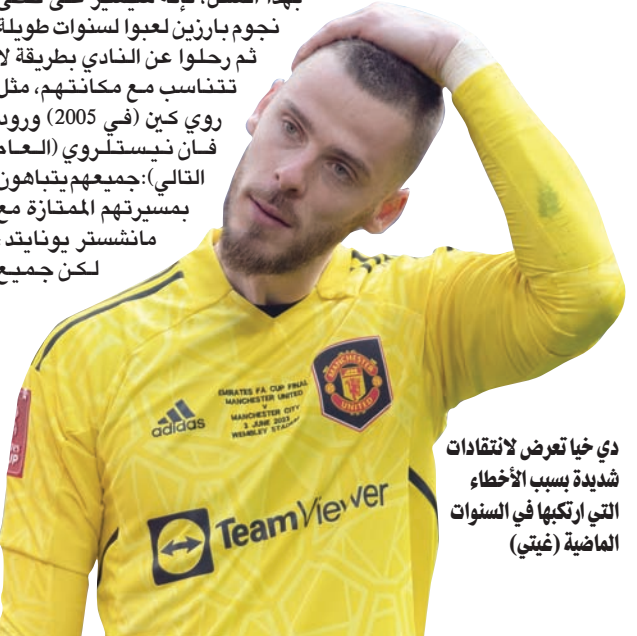 نجوم بارزين لعبوا لسنوات طويلة
ثم رحلوا عن النادي بطريقة لا
تتناسب مع مكانتهم، مثل
روي كين (في 2005) ورود
فان نيستلروي (العام
التالي): جميعهم يتباهون
بمسيرتهم الممتازة مع
مانشستر يونايتد،
لكن جميع
EMIRATES FA CUP FINAL
MANCHESTER UNITED
V
MANCHESTER CITY
3 JUNE 2023
WEMBLEY STADIUM
adidas
MANCHESTER
UNITED
TeamViewer
دي خيا تعرض لانتقادات
شديدة بسبب الأخطاء
التي ارتكبها في السنوات
الماضية (غيتي)